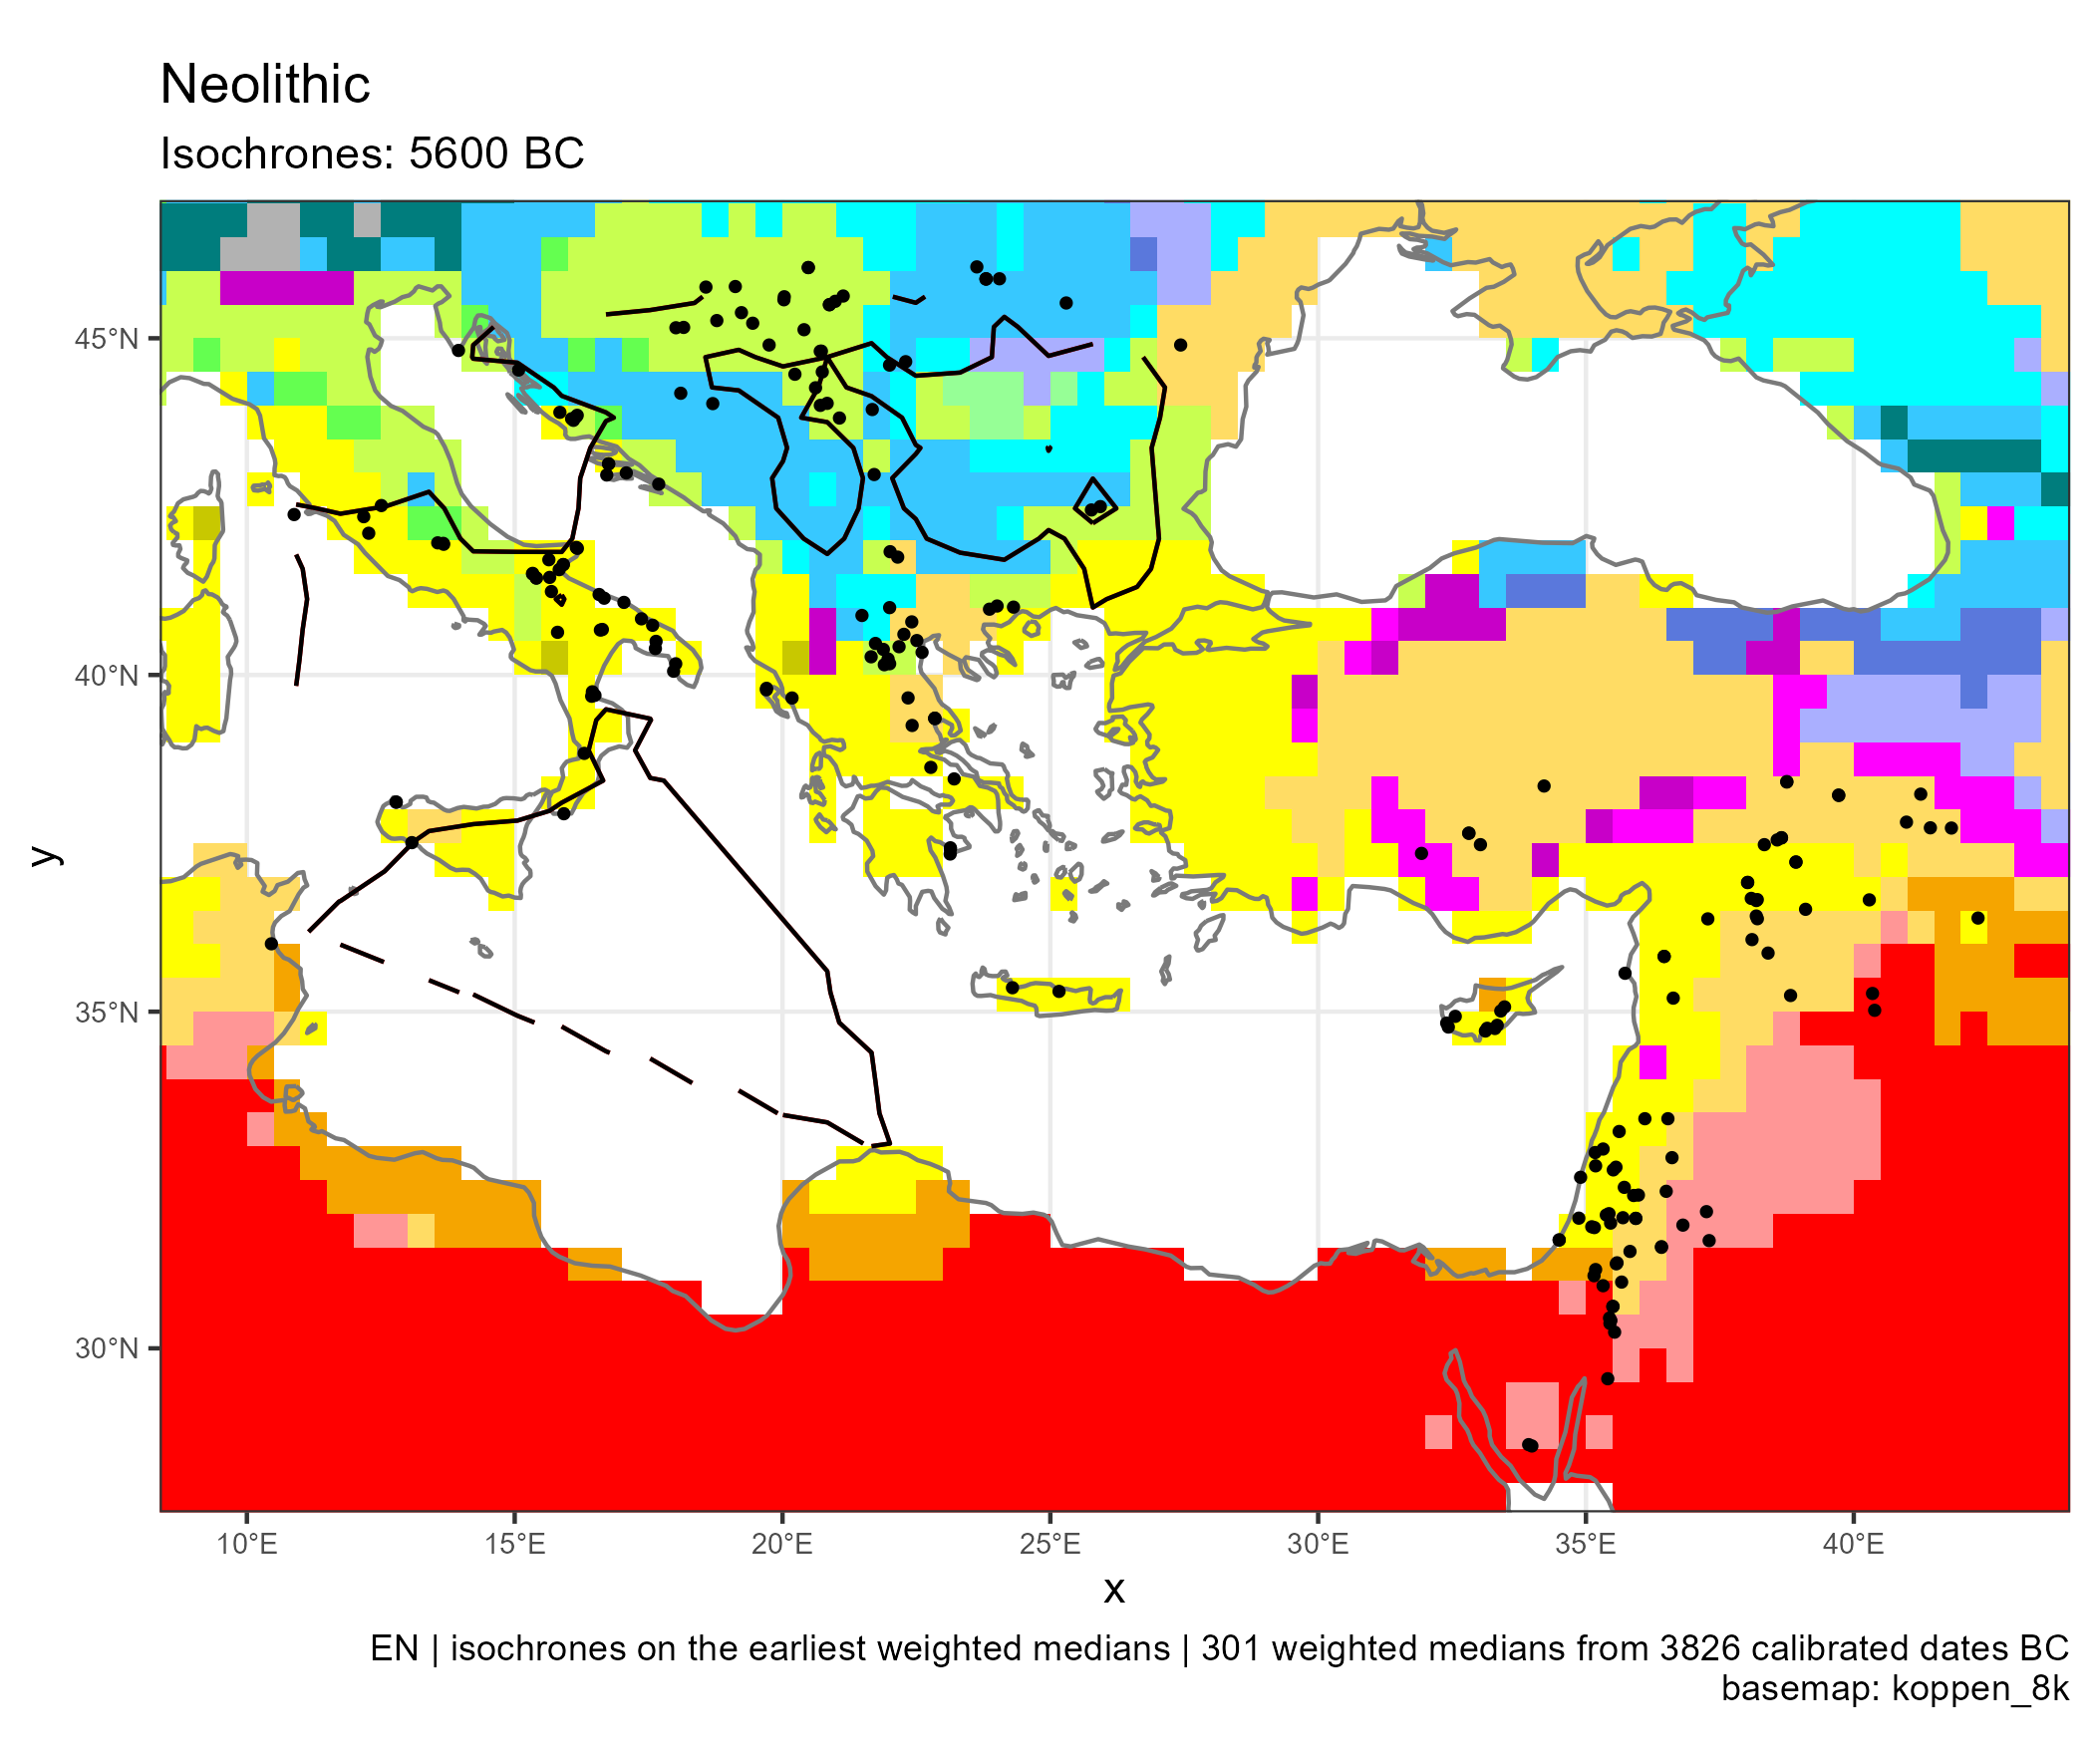 Neolithic
Isochrones: 5600 BC
45°N
40°N
35°N
30°N
y
10°E 15°E 20°E 25°E 30°E 35°E 40°E
x
EN | isochrones on the earliest weighted medians | 301 weighted medians from 3826 calibrated dates BC
basemap: koppen_8k